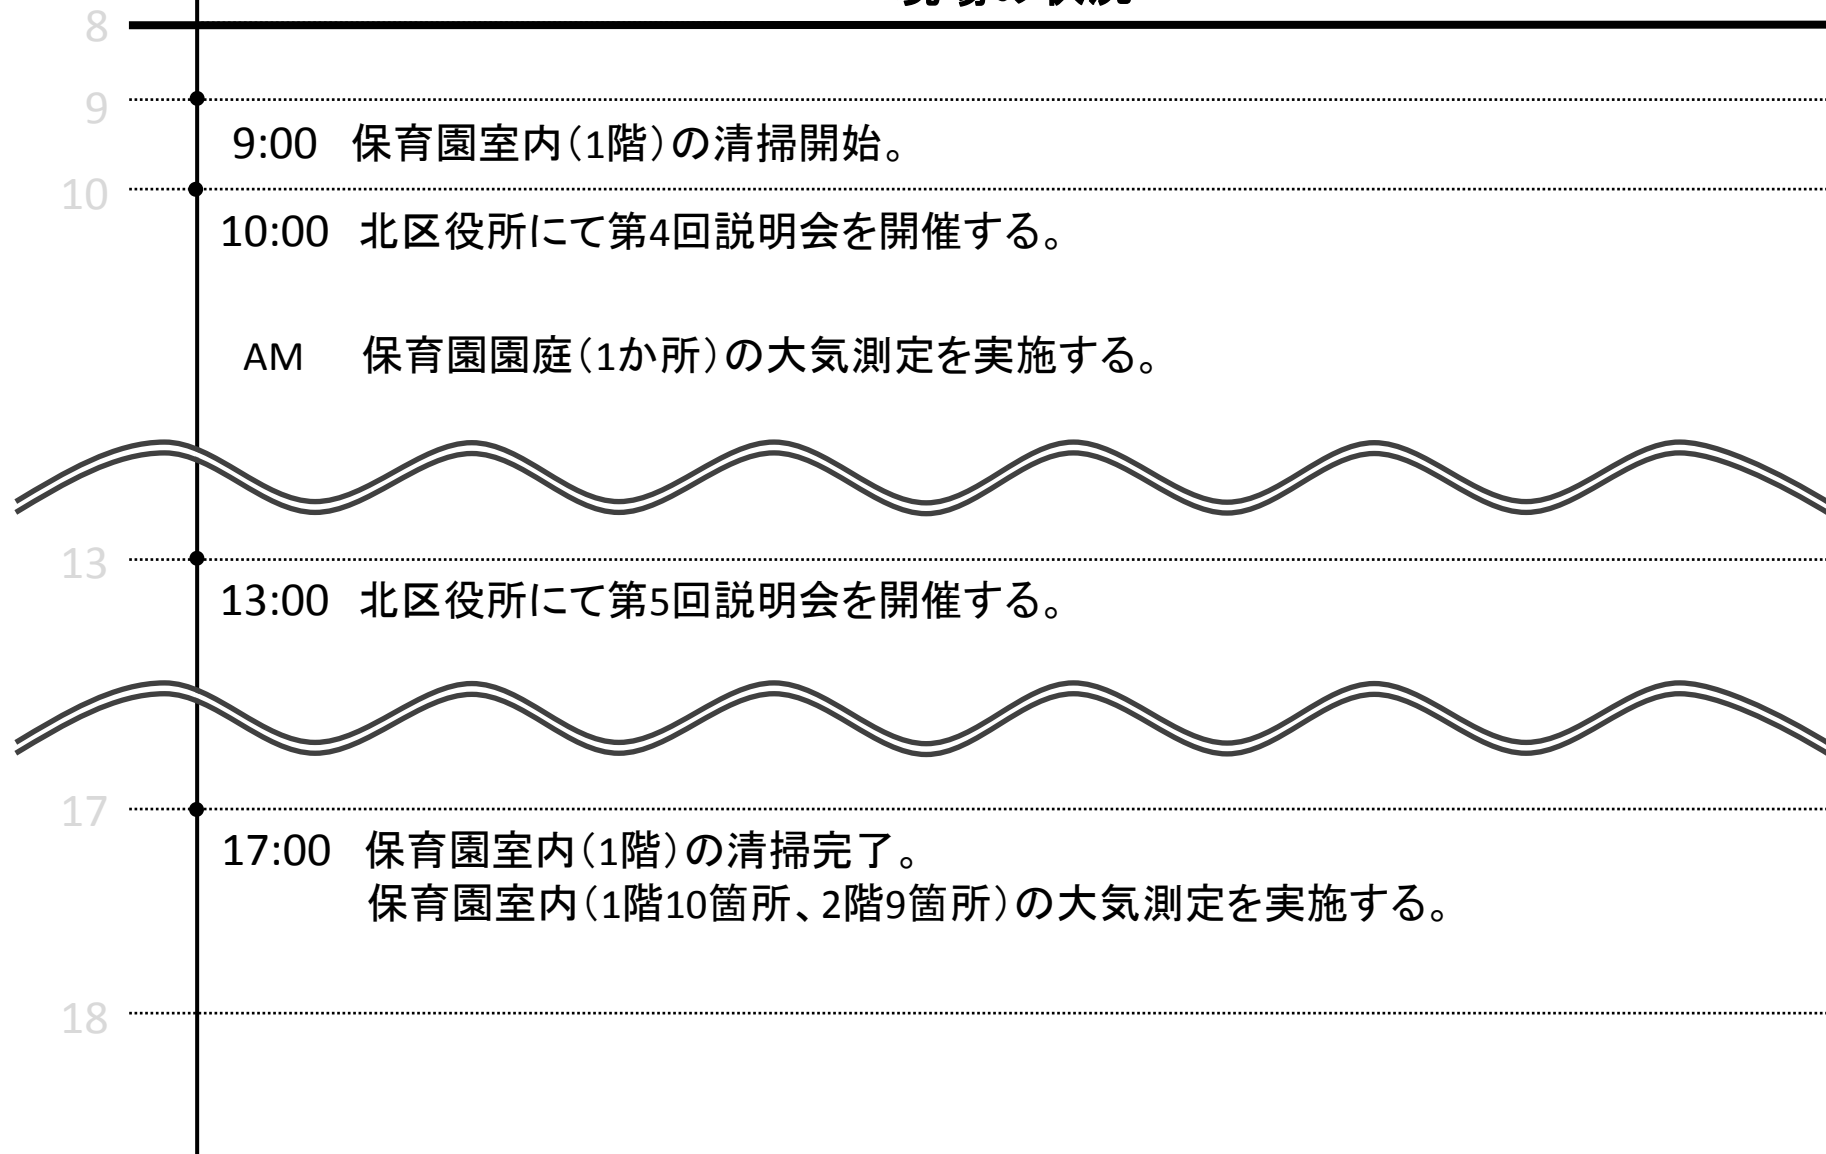 現場の状況
8
9
9:00 保育園室内（1階）の清掃開始。
10
10:00 北区役所にて第4回説明会を開催する。
AM 保育園園庭（1か所）の大気測定を実施する。
13
13:00 北区役所にて第5回説明会を開催する。
17
17:00 保育園室内（1階）の清掃完了。
保育園室内（1階10箇所、2階9箇所）の大気測定を実施する。
18